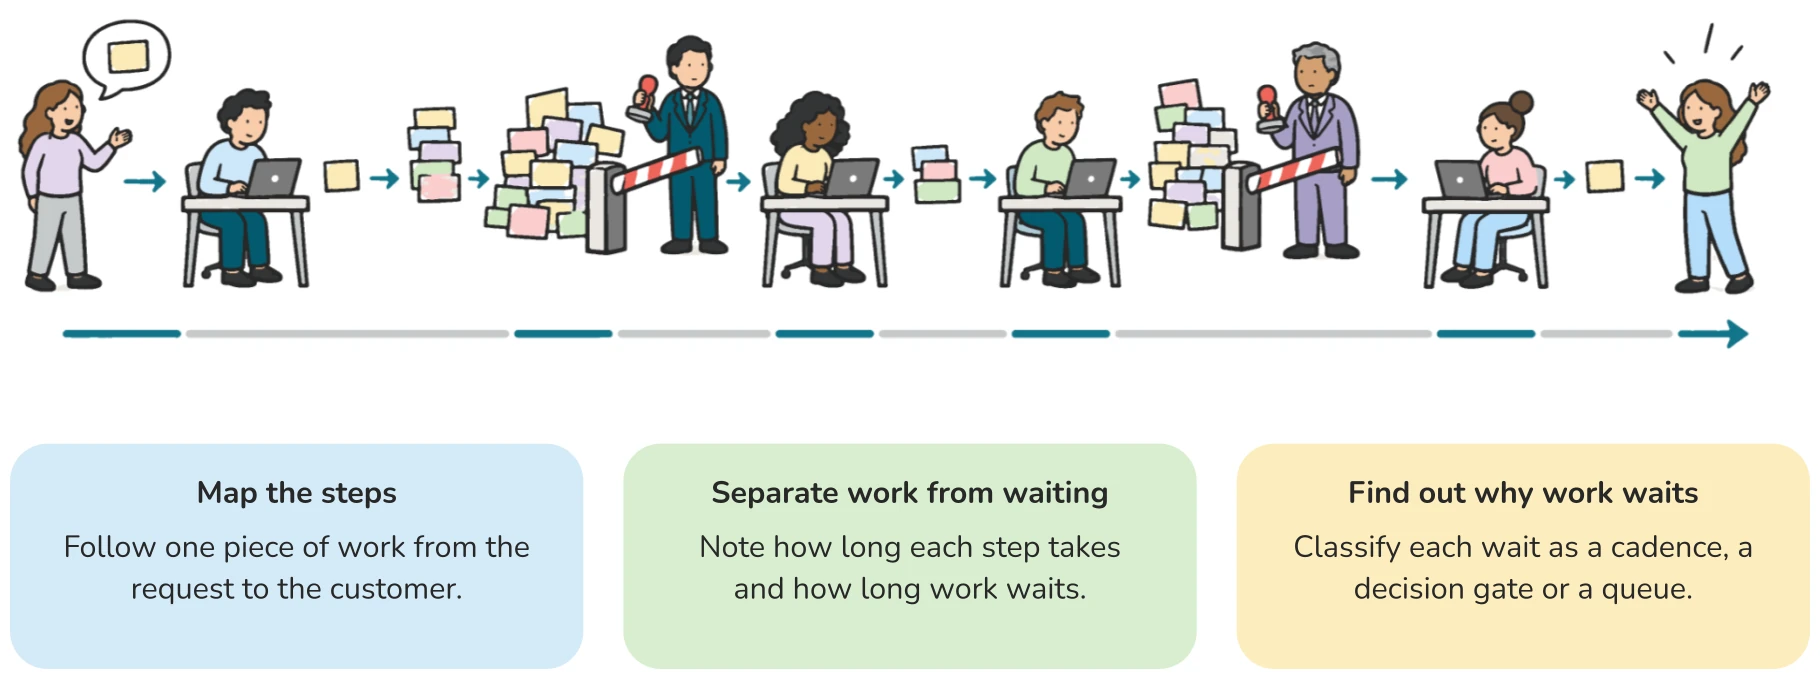 Map the steps
Follow one piece of work from the
request to the customer.
Separate work from waiting
Note how long each step takes
and how long work waits.
Find out why work waits
Classify each wait as a cadence, a
decision gate or a queue.